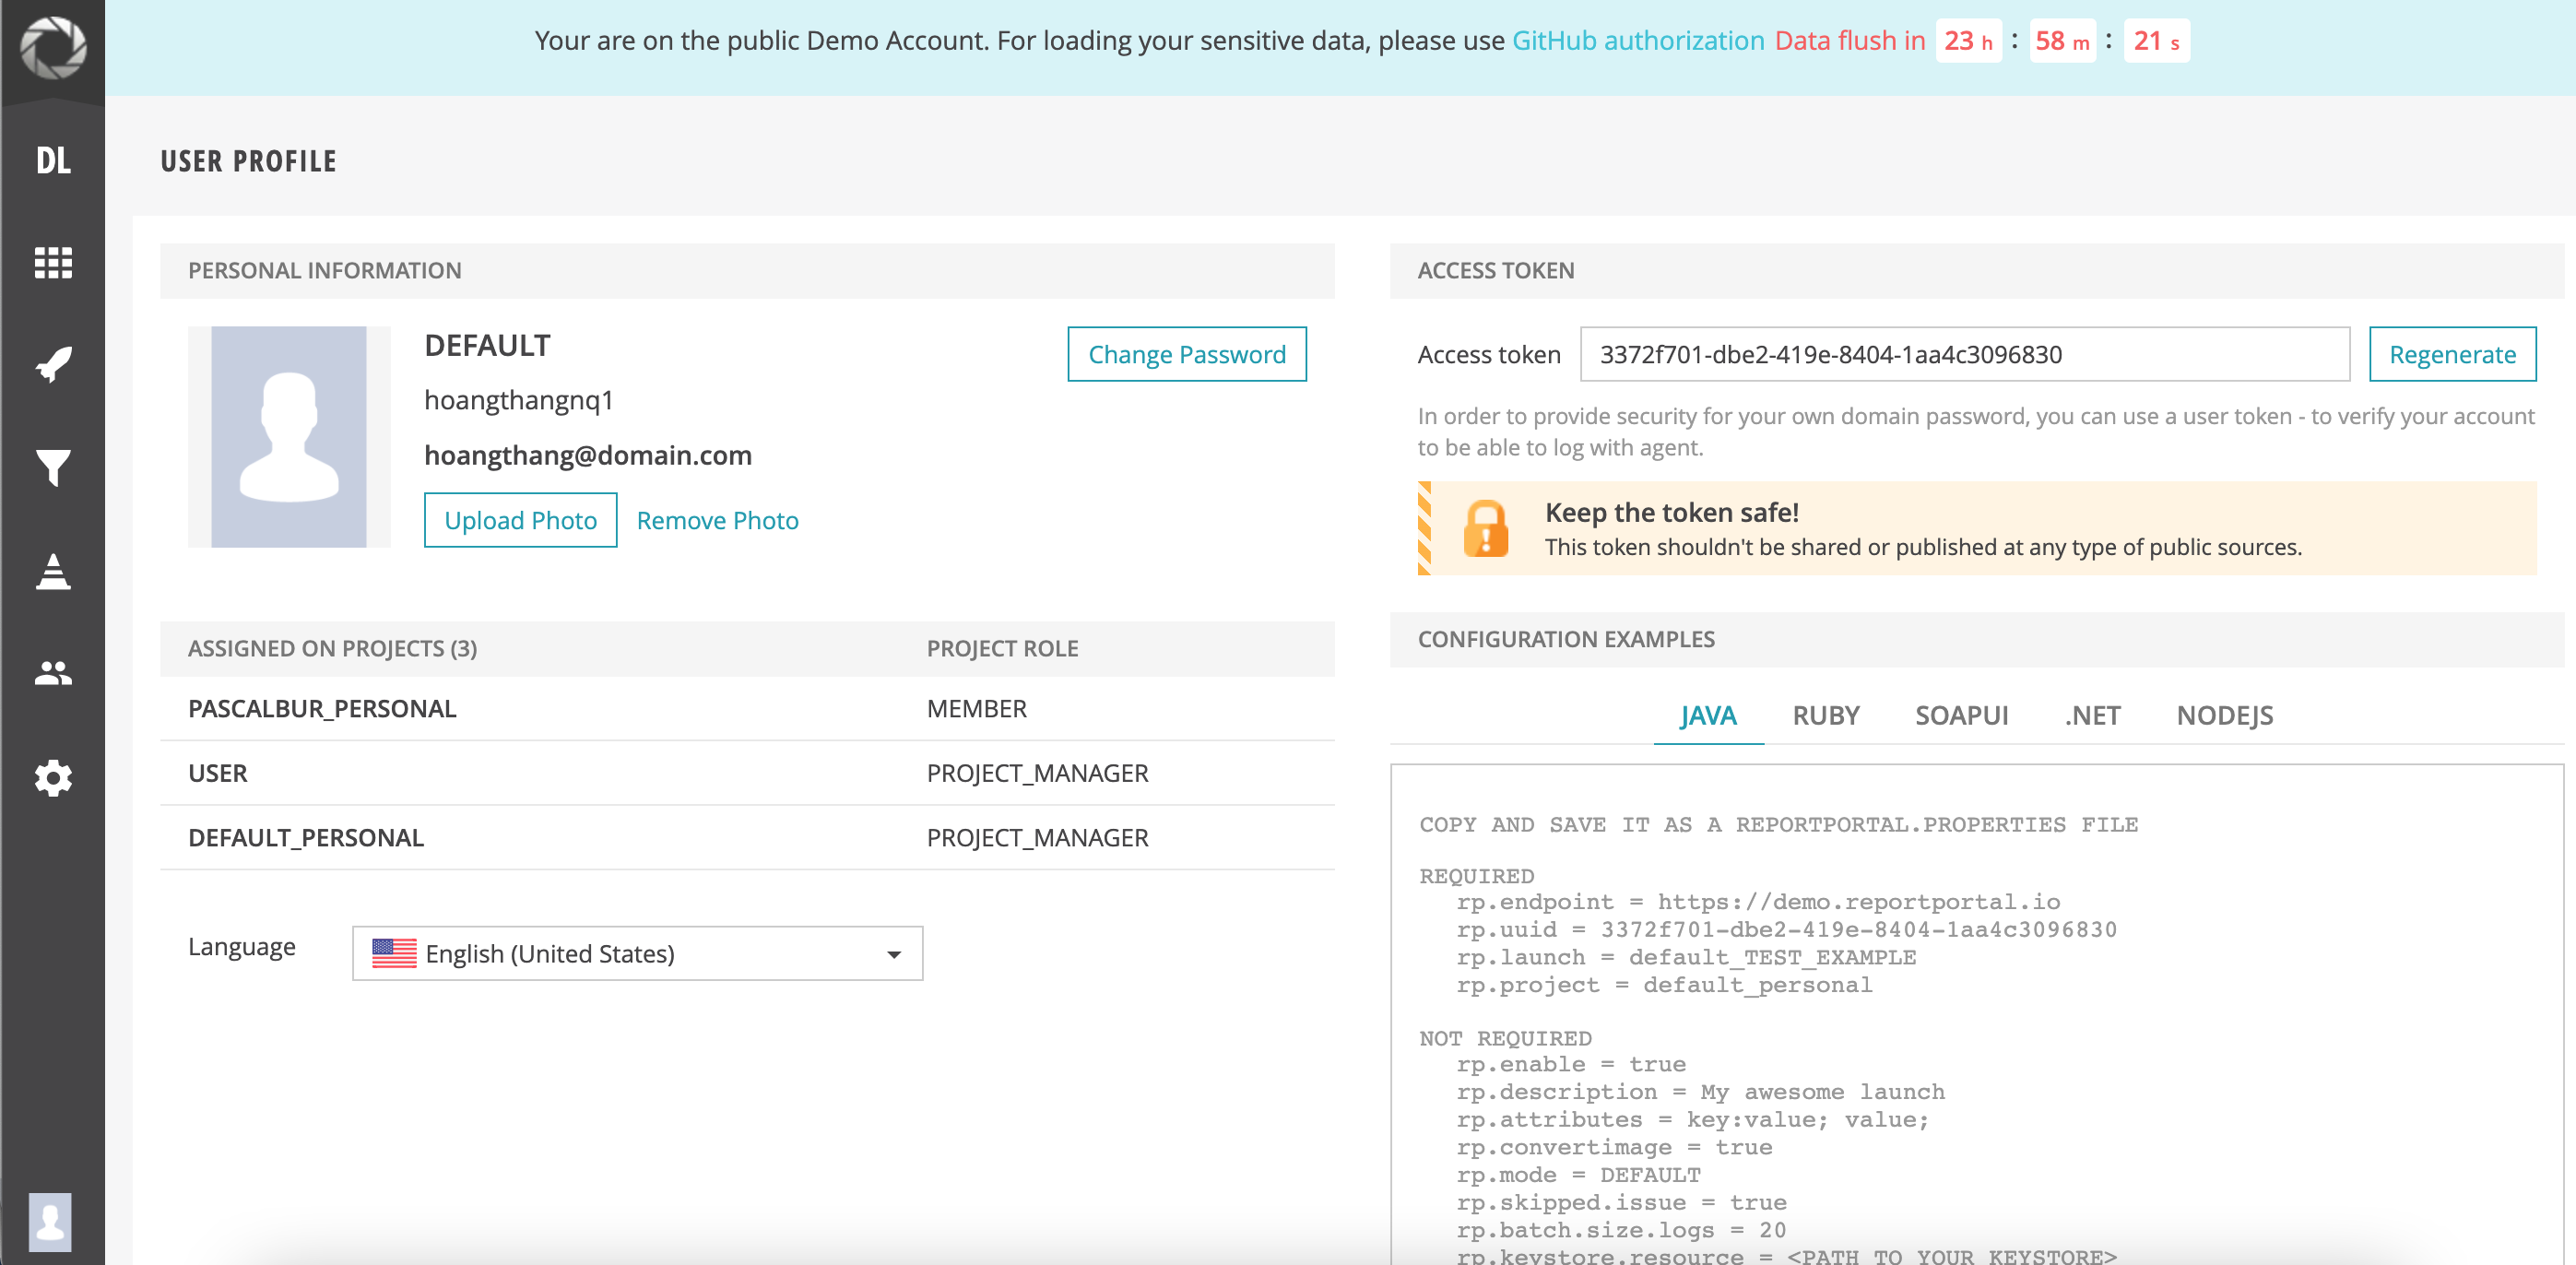 Your are on the public Demo Account. For loading your sensitive data, please use GitHub authorization Data flush in 23 h : 58 m : 21 s
DL
USER PROFILE
PERSONAL INFORMATION
DEFAULT
hoangthangnq1
hoangthang@domain.com
Change Password
Upload Photo Remove Photo
ASSIGNED ON PROJECTS (3) PROJECT ROLE
PASCALBUR_PERSONAL MEMBER
USER PROJECT_MANAGER
DEFAULT_PERSONAL PROJECT_MANAGER
Language English (United States)
ACCESS TOKEN
Access token 3372f701-dbe2-419e-8404-1aa4c3096830 Regenerate
In order to provide security for your own domain password, you can use a user token - to verify your account
to be able to log with agent.
Keep the token safe!
This token shouldn't be shared or published at any type of public sources.
CONFIGURATION EXAMPLES
JAVA RUBY SOAPUI .NET NODEJS
COPY AND SAVE IT AS A REPORTPORTAL.PROPERTIES FILE
REQUIRED
rp.endpoint = https://demo.reportportal.io
rp.uuid = 3372f701-dbe2-419e-8404-1aa4c3096830
rp.launch = default_TEST_EXAMPLE
rp.project = default_personal
NOT REQUIRED
rp.enable = true
rp.description = My awesome launch
rp.attributes = key:value; value;
rp.convertimage = true
rp.mode = DEFAULT
rp.skipped.issue = true
rp.batch.size.logs = 20
rp.keystore.resource = <PATH TO YOUR KEYSTORE>